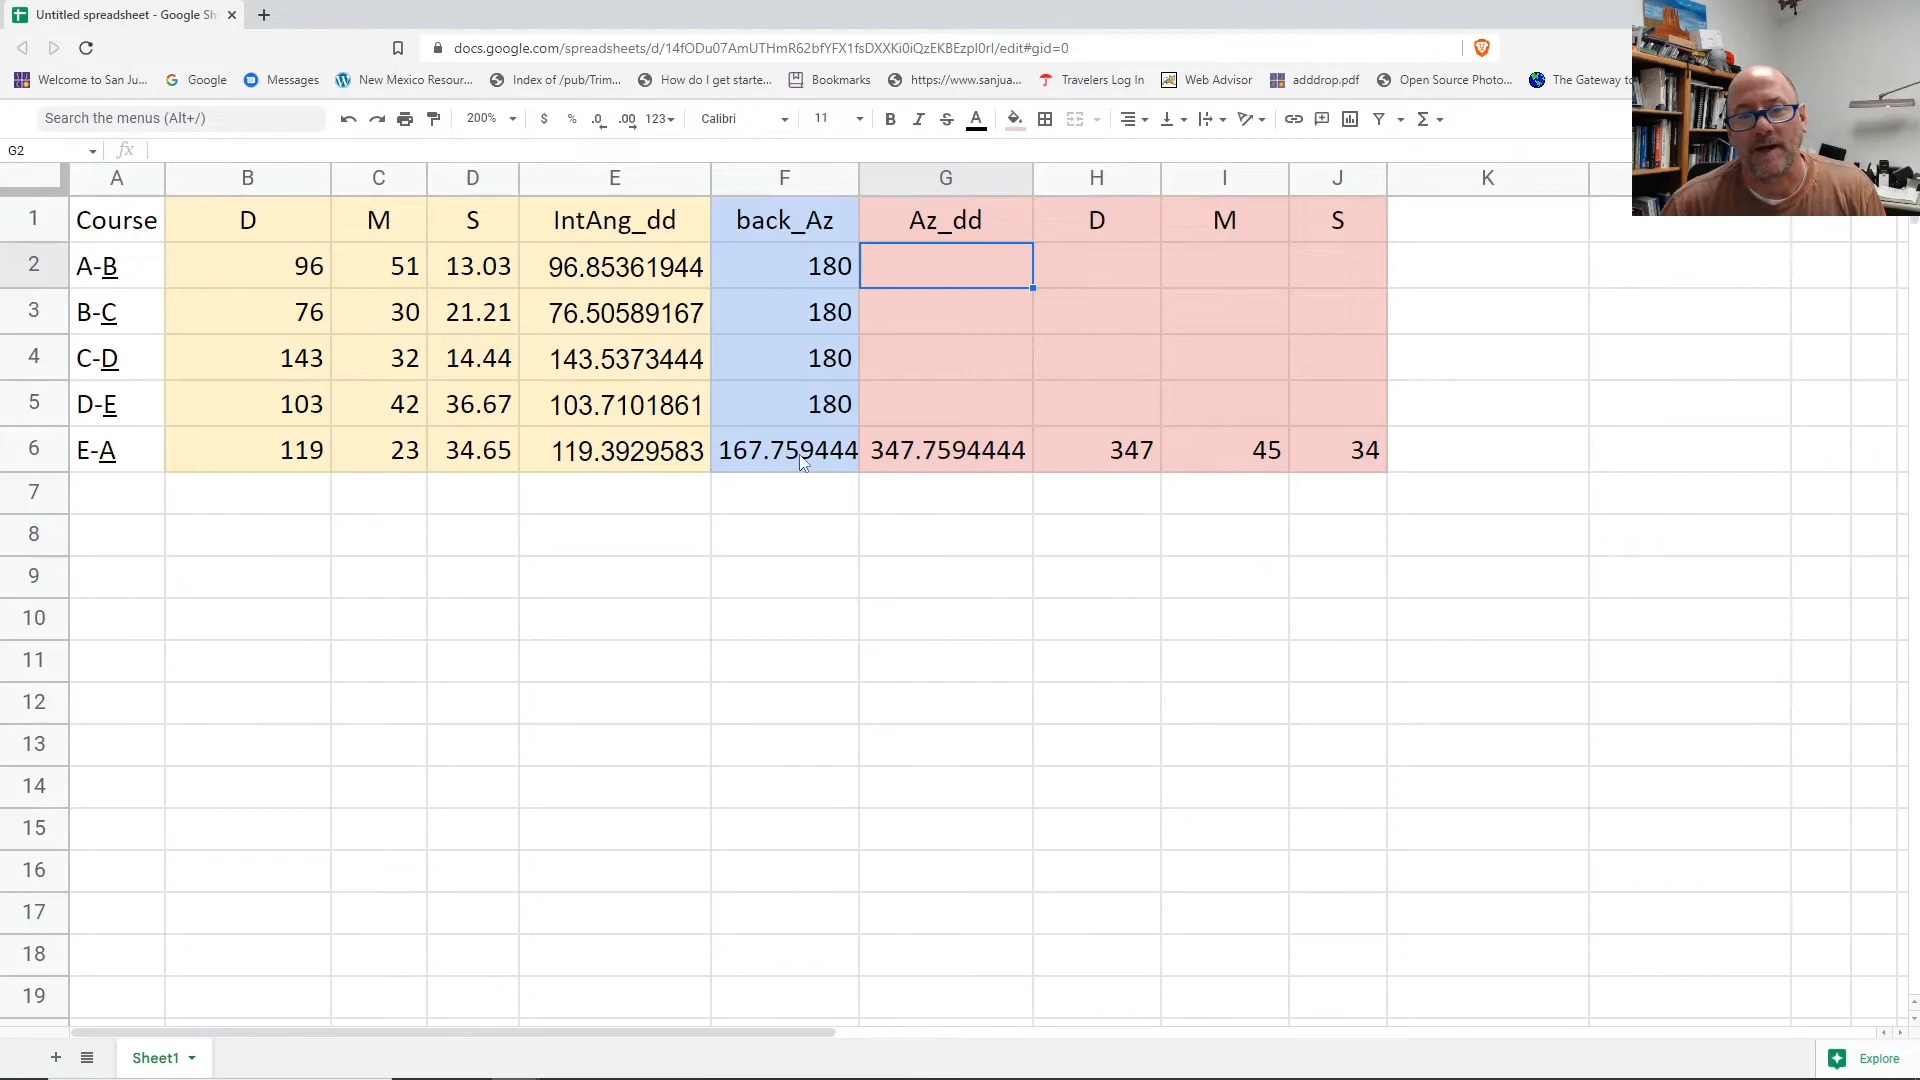 Untitled spreadsheet - Google Sh
docs.google.com/spreadsheets/d/14fODu07AmUTHmR62bfYFX1fsDXXKi0iQzEKBEzpl0rI/edit#gid=0
Welcome to San Ju... Google Messages New Mexico Resour... Index of /pub/Trim... How do I get starte... Bookmarks https://www.sanjua... Travelers Log In Web Advisor adddrop.pdf Open Source Photo... The Gateway to
Search the menus (Alt+/) 200% $ % .0 .00 123 Calibri 11 B I S A Σ
G2 fx
A B C D E F G H I J K
1 Course D M S IntAng_dd back_Az Az_dd D M S
2 A-B 96 51 13.03 96.85361944 180
3 B-C 76 30 21.21 76.50589167 180
4 C-D 143 32 14.44 143.5373444 180
5 D-E 103 42 36.67 103.7101861 180
6 E-A 119 23 34.65 119.3929583 167.759444 347.7594444 347 45 34
7
8
9
10
11
12
13
14
15
16
17
18
19
Sheet1 Explore